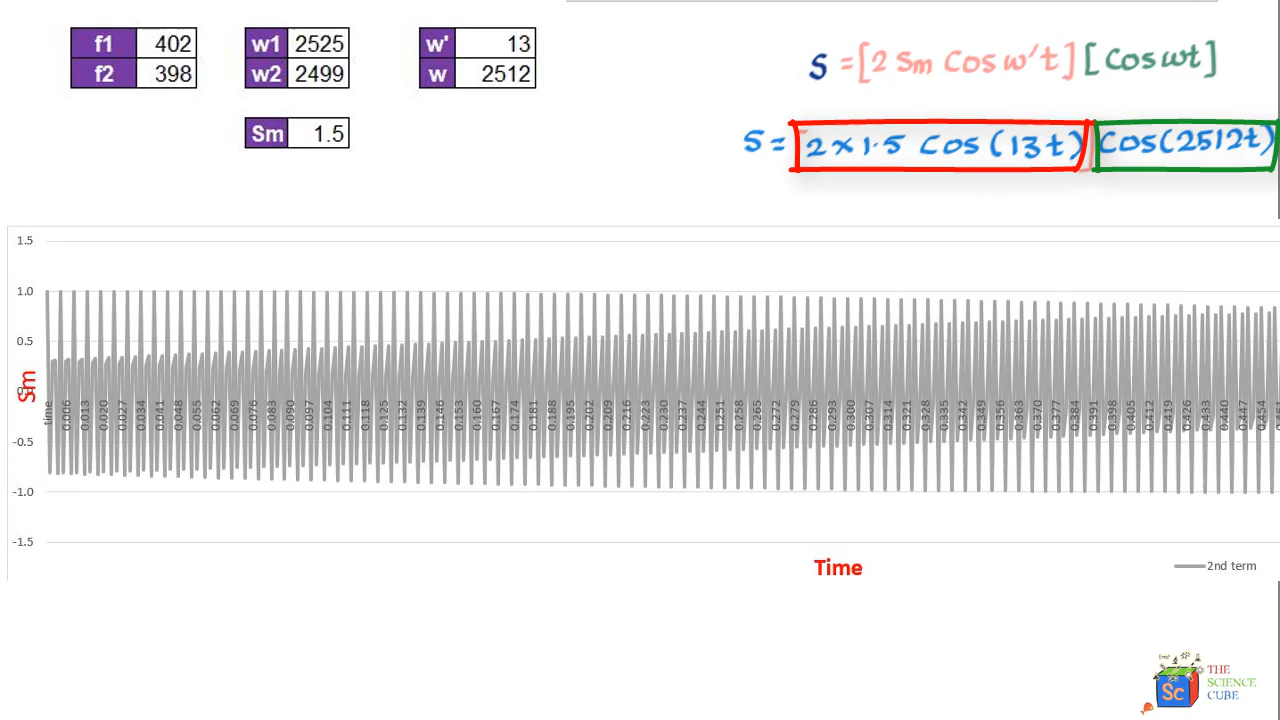 f1 402
f2 398
w1 2525
w2 2499
w' 13
w 2512
Sm 1.5
S = [2 Sm Cos w't] [Cos wt]
S = 2 x 1.5 Cos (13t) Cos(2512t)
1.5
1.0
0.5
0
-0.5
-1.0
-1.5
Sm
time 0.006 0.013 0.020 0.027 0.034 0.041 0.048 0.055 0.062 0.069 0.076 0.083 0.090 0.097 0.104 0.111 0.118 0.125 0.132 0.139 0.146 0.153 0.160 0.167 0.174 0.181 0.188 0.195 0.202 0.209 0.216 0.223 0.230 0.237 0.244 0.251 0.258 0.265 0.272 0.279 0.286 0.293 0.300 0.307 0.314 0.321 0.328 0.335 0.342 0.349 0.356 0.363 0.370 0.377 0.384 0.391 0.398 0.405 0.412 0.419 0.426 0.433 0.440 0.447 0.454
Time
2nd term
Sc
THE
SCIENCE
CUBE